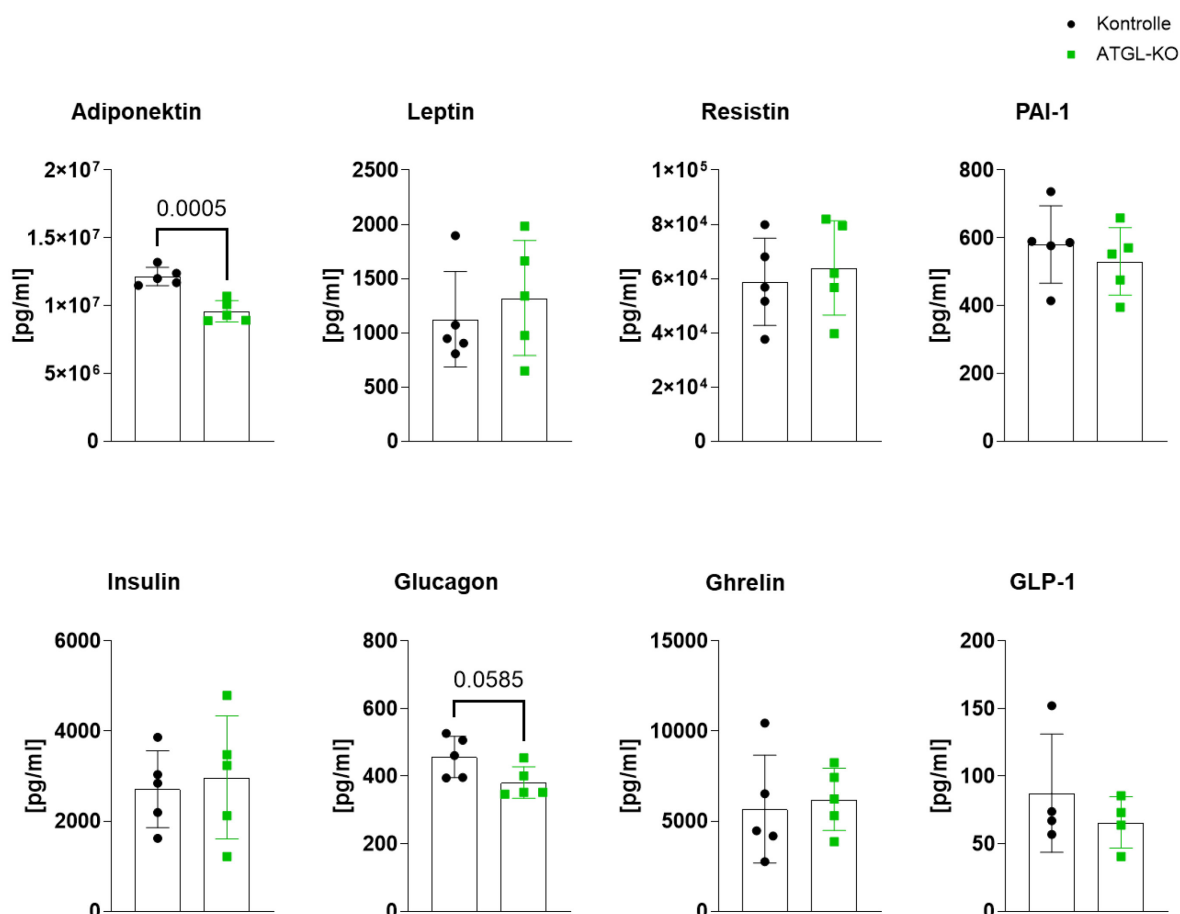 Kontrolle
ATGL-KO
Adiponektin
2×10⁷
1.5×10⁷
1×10⁷
5×10⁶
0
[pg/ml]
0.0005
Leptin
2500
2000
1500
1000
500
0
[pg/ml]
Resistin
1×10⁵
8×10⁴
6×10⁴
4×10⁴
2×10⁴
0
[pg/ml]
PAI-1
800
600
400
200
0
[pg/ml]
Insulin
6000
4000
2000
0
[pg/ml]
Glucagon
800
600
400
200
0
[pg/ml]
0.0585
Ghrelin
15000
10000
5000
0
[pg/ml]
GLP-1
200
150
100
50
0
[pg/ml]